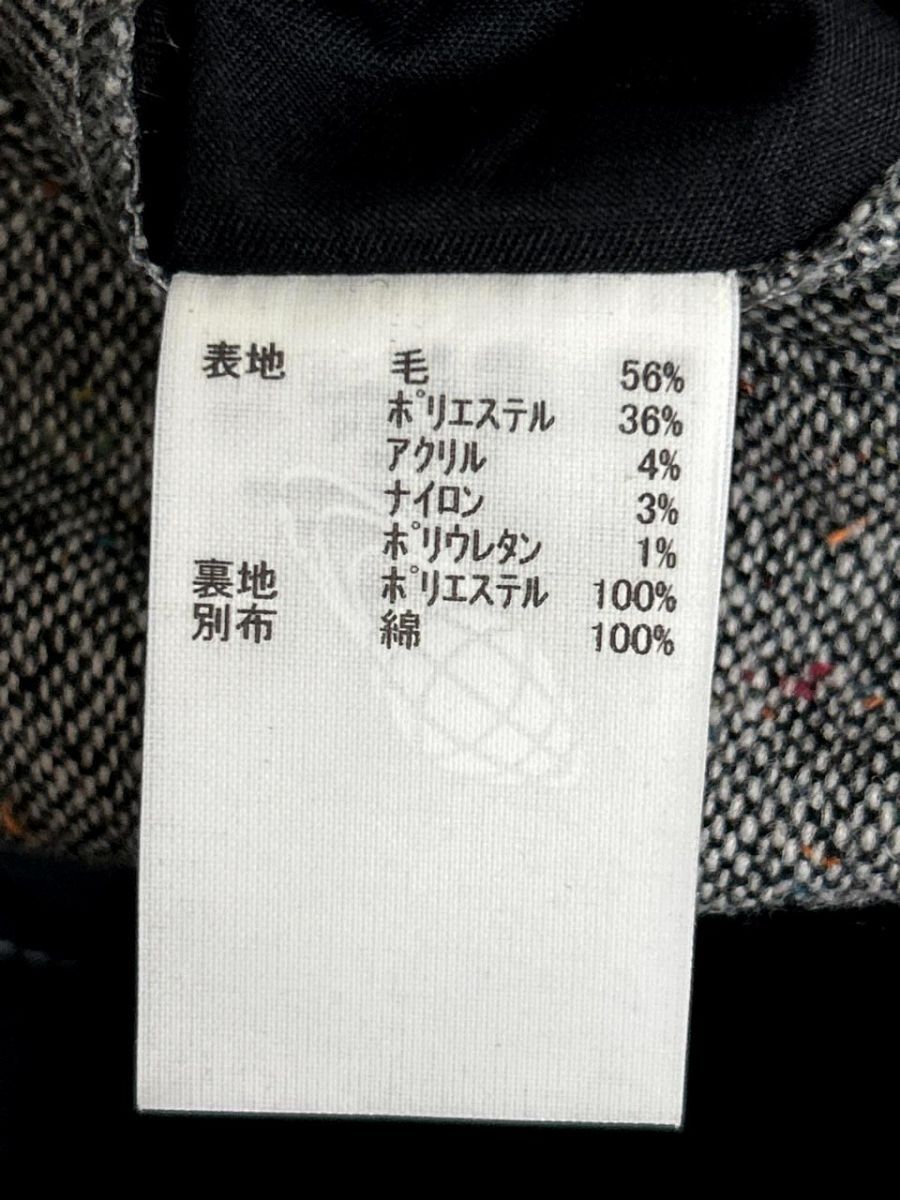 表地 毛 56%
ポリエステル 36%
アクリル 4%
ナイロン 3%
ポリウレタン 1%
裏地 ポリエステル 100%
別布 綿 100%